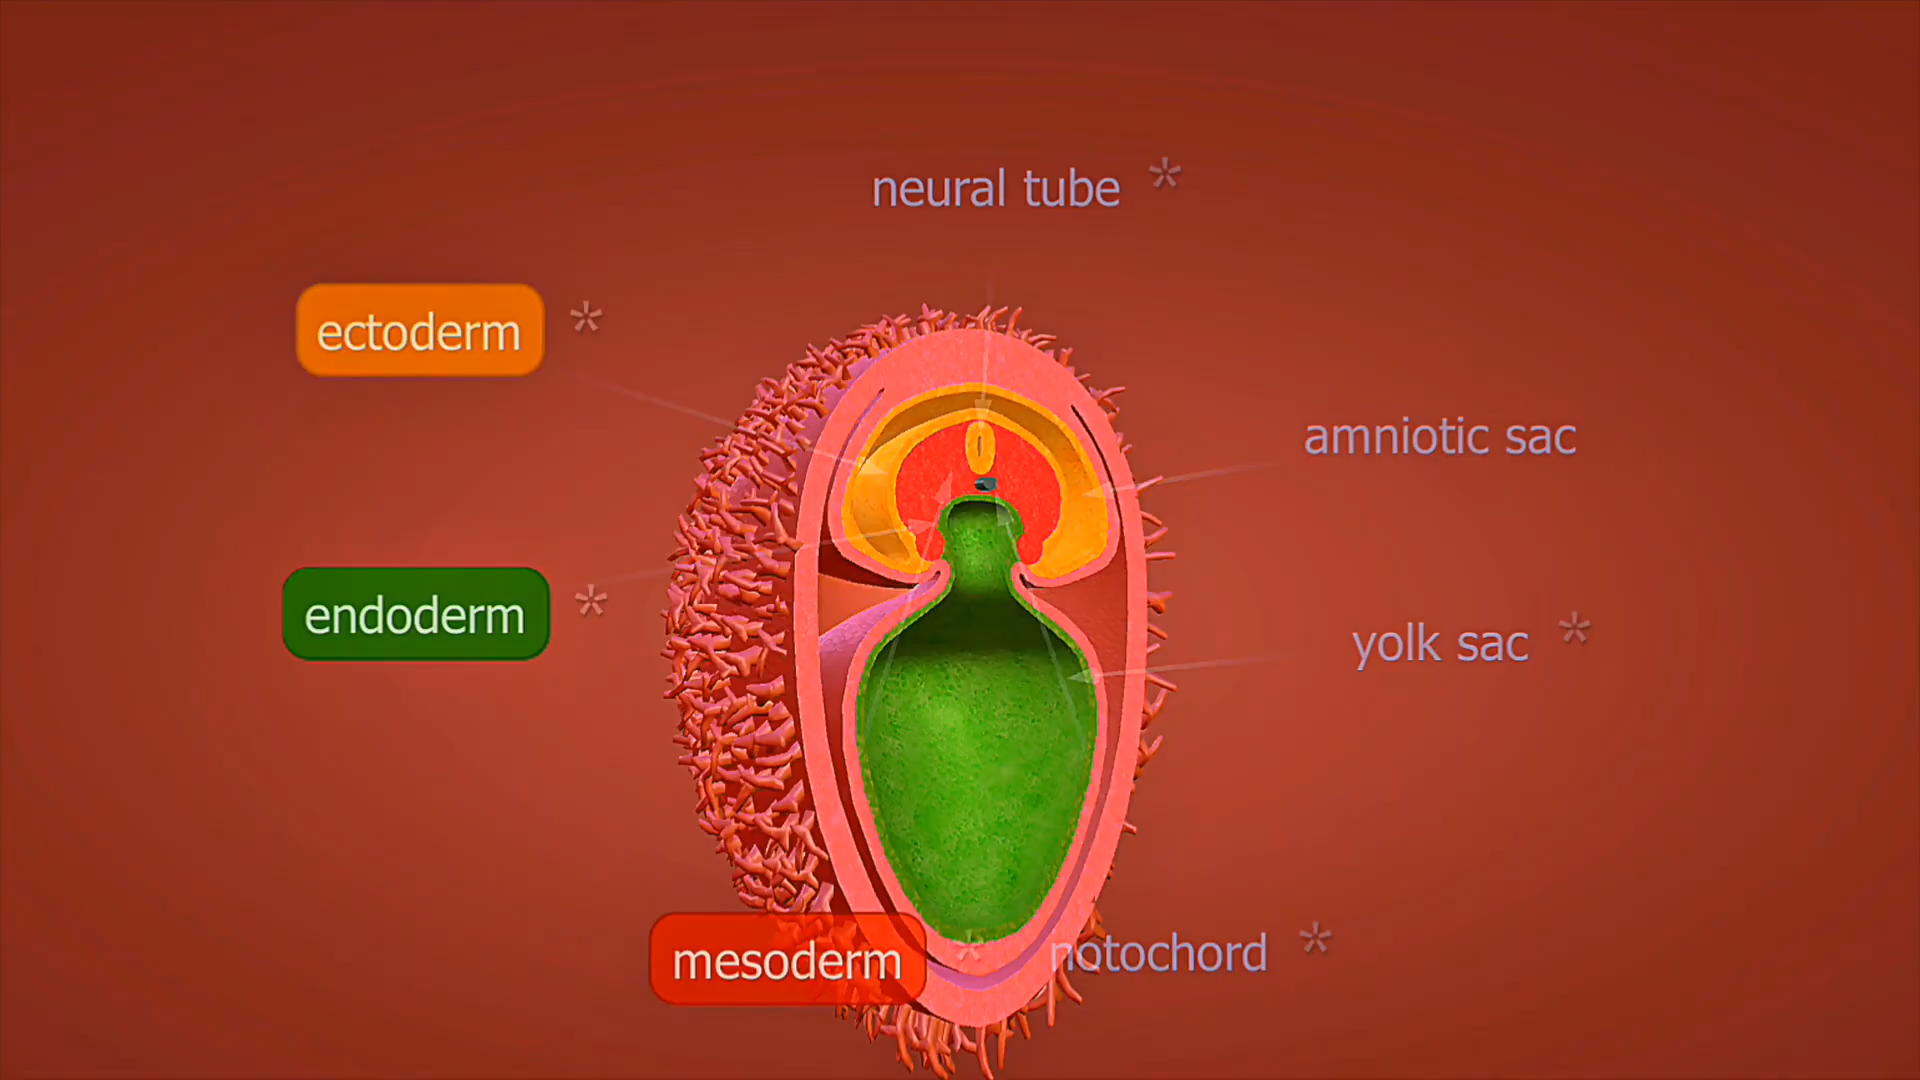 neural tube *
ectoderm *
amniotic sac
endoderm *
yolk sac *
mesoderm *
notochord *